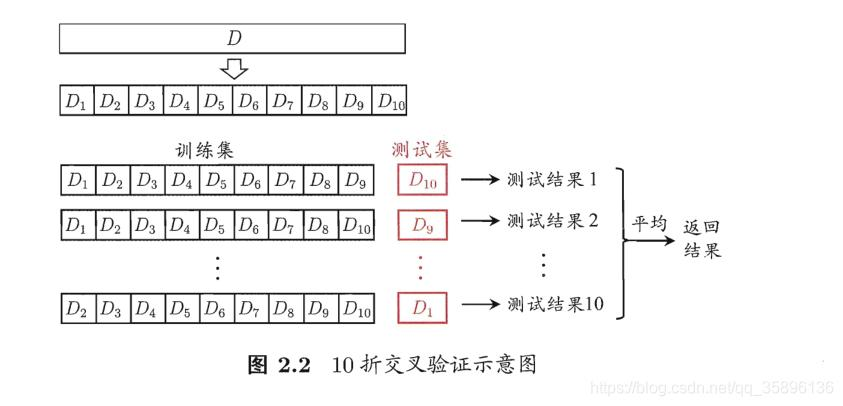 D
D₁ D₂ D₃ D₄ D₅ D₆ D₇ D₈ D₉ D₁₀
训练集 测试集
D₁ D₂ D₃ D₄ D₅ D₆ D₇ D₈ D₉ D₁₀ 测试结果1
D₁ D₂ D₃ D₄ D₅ D₆ D₇ D₈ D₁₀ D₉ 测试结果2
平均 返回
结果
D₂ D₃ D₄ D₅ D₆ D₇ D₈ D₉ D₁₀ D₁ 测试结果10
图 2.2 10折交叉验证示意图
https://blog.csdn.net/qq_35896136